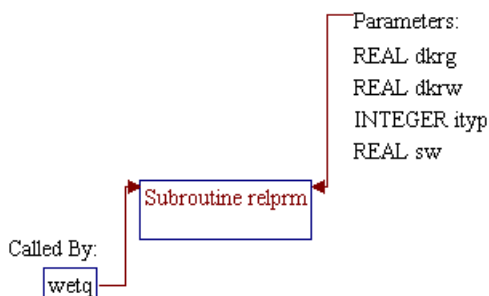 Parameters:
REAL dkrg
REAL dkrw
INTEGER ityp
REAL sw
Subroutine relprm
Called By:
wetq